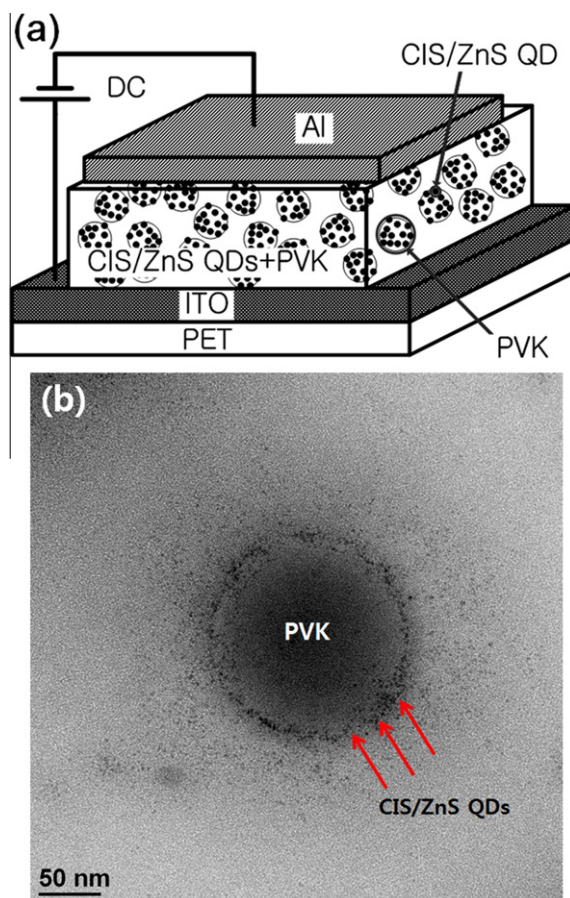 (a)
CIS/ZnS QD
DC
Al
CIS/ZnS QDs+PVK
ITO
PET
PVK
(b)
PVK
CIS/ZnS QDs
50 nm